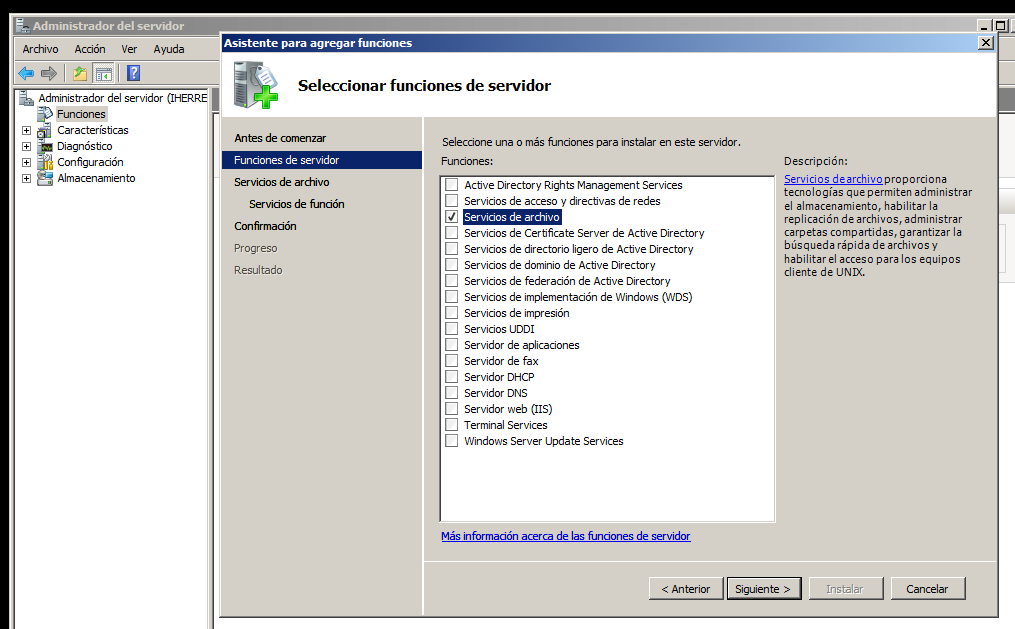 Administrador del servidor
Archivo Acción Ver Ayuda
Administrador del servidor (IHERRE
Funciones
Características
Diagnóstico
Configuración
Almacenamiento
Asistente para agregar funciones
Seleccionar funciones de servidor
Antes de comenzar
Funciones de servidor
Servicios de archivo
Servicios de función
Confirmación
Progreso
Resultado
Seleccione una o más funciones para instalar en este servidor.
Funciones:
Active Directory Rights Management Services
Servicios de acceso y directivas de redes
Servicios de archivo
Servicios de Certificate Server de Active Directory
Servicios de directorio ligero de Active Directory
Servicios de dominio de Active Directory
Servicios de federación de Active Directory
Servicios de implementación de Windows (WDS)
Servicios de impresión
Servicios UDDI
Servidor de aplicaciones
Servidor de fax
Servidor DHCP
Servidor DNS
Servidor web (IIS)
Terminal Services
Windows Server Update Services
Más información acerca de las funciones de servidor
Descripción:
Servicios de archivo proporciona
tecnologías que permiten administrar
el almacenamiento, habilitar la
replicación de archivos, administrar
carpetas compartidas, garantizar la
búsqueda rápida de archivos y
habilitar el acceso para los equipos
cliente de UNIX.
< Anterior Siguiente > Instalar Cancelar